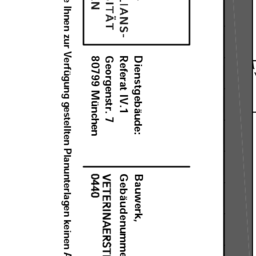 IANS-
ITÄT
N
Dienstgebäude:
Referat IV.1
Georgenstr. 7
80799 München
Bauwerk,
Gebäudenumme
VETERINAERST
0440
e Ihnen zur Verfügung gestellten Planunterlagen keinen A